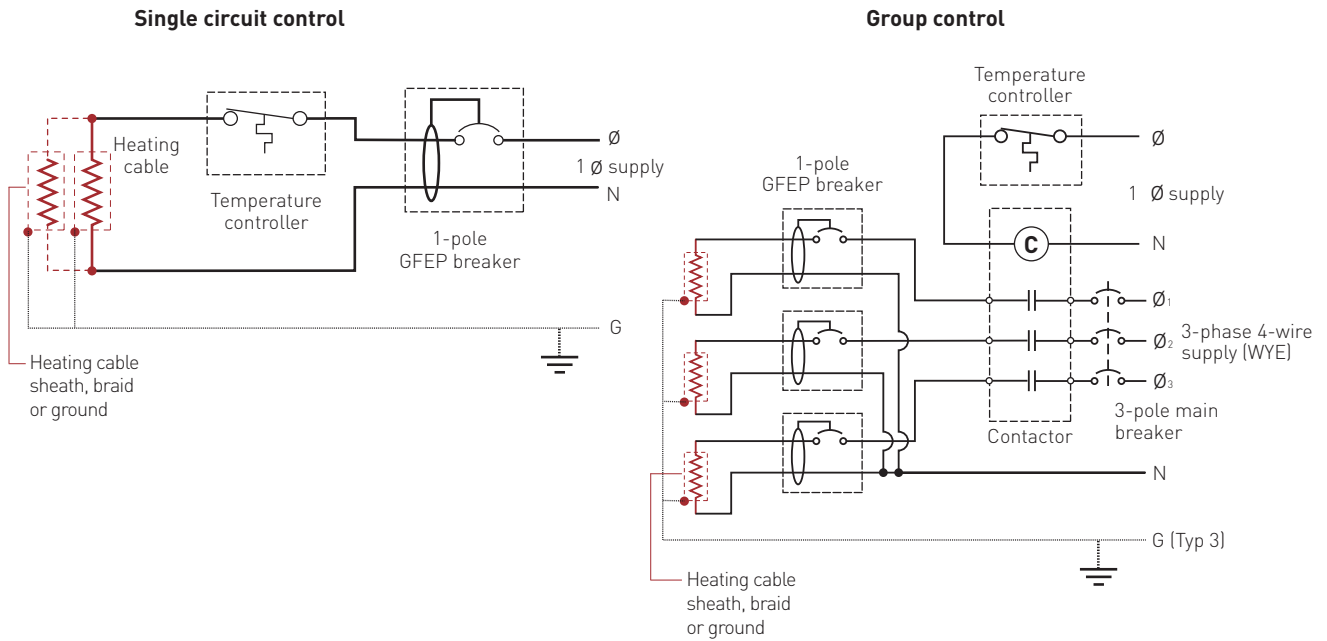 Single circuit control
Heating
cable
Temperature
controller
1-pole
GFEP breaker
Ø
1 Ø supply
N
G
Heating cable
sheath, braid
or ground
Group control
Temperature
controller
Ø
1 Ø supply
N
1-pole
GFEP breaker
C
Ø1
Ø2
Ø3
3-phase 4-wire
supply (WYE)
3-pole main
breaker
Contactor
N
G (Typ 3)
Heating cable
sheath, braid
or ground